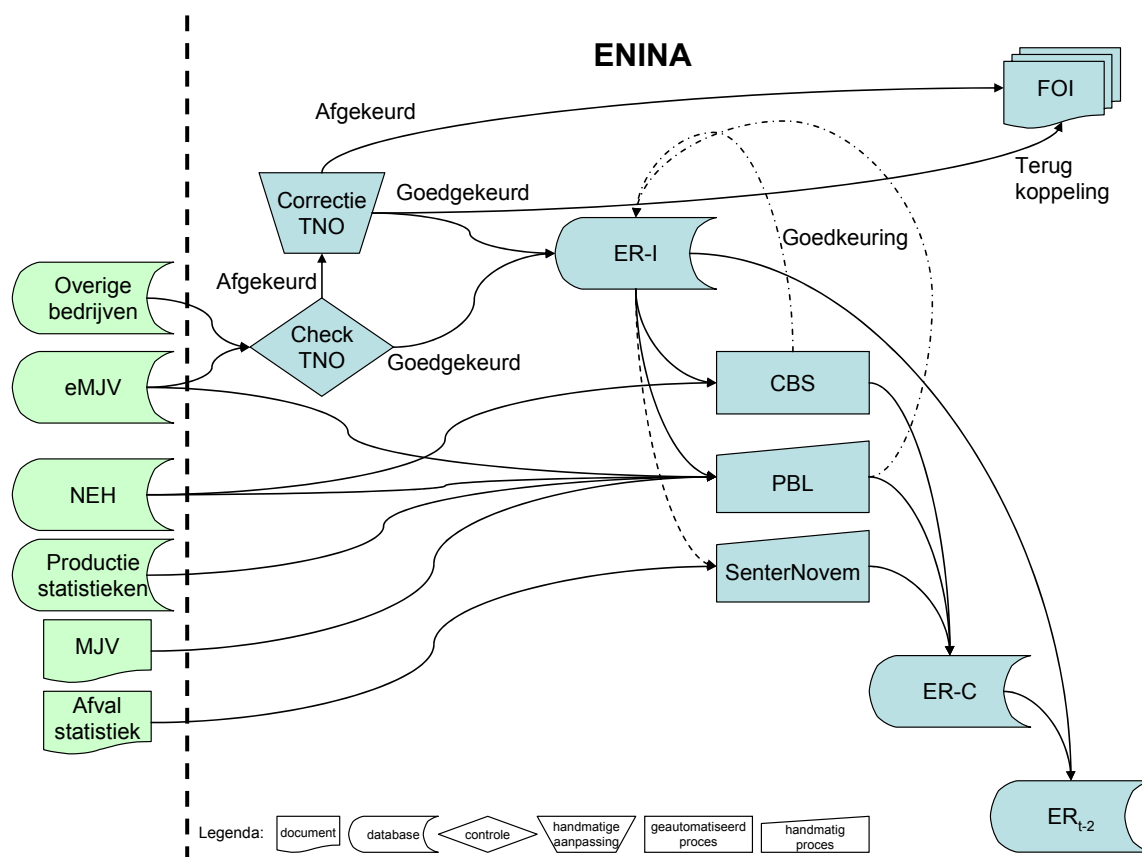 ENINA
FOI
Afgekeurd
Terug
koppeling
Correctie
TNO
Goedgekeurd
Goedkeuring
ER-I
Afgekeurd
Overige
bedrijven
Check
TNO
Goedgekeurd
eMJV
CBS
NEH
PBL
Productie
statistieken
SenterNovem
MJV
Afval
statistiek
ER-C
ERt-2
Legenda:
document
database
controle
handmatige
aanpassing
geautomatiseerd
proces
handmatig
proces